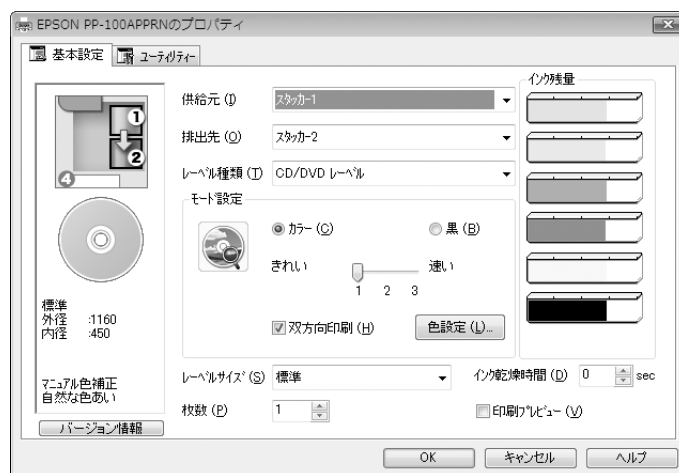 EPSON PP-100APPRNのプロパティ
基本設定 ユーティリティー
1
2
4
標準
外径 :1160
内径 :450
マニュアル色補正
自然な色あい
バージョン情報
供給元 (I) スタッカー1
排出先 (O) スタッカー2
レーベル種類 (T) CD/DVD レーベル
モード設定
カラー (C) 黒 (B)
きれい 速い
1 2 3
双方向印刷 (H) 色設定 (L)...
レーベルサイズ (S) 標準
枚数 (P) 1
インク残量
インク乾燥時間 (D) 0 sec
印刷プレビュー (V)
OK キャンセル ヘルプ